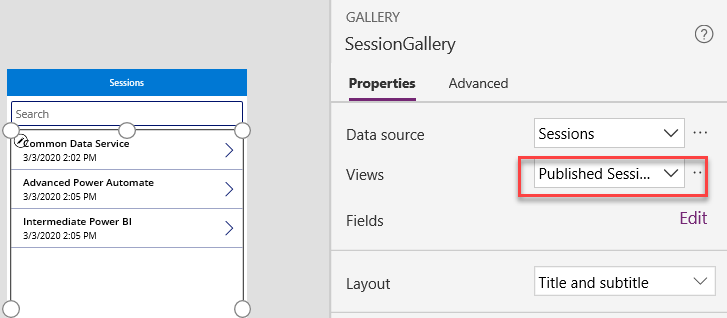 Sessions
Search
Common Data Service
3/3/2020 2:02 PM
Advanced Power Automate
3/3/2020 2:05 PM
Intermediate Power BI
3/3/2020 2:05 PM
GALLERY
SessionGallery
?
Properties Advanced
Data source Sessions ...
Views Published Sessi... ...
Fields Edit
Layout Title and subtitle